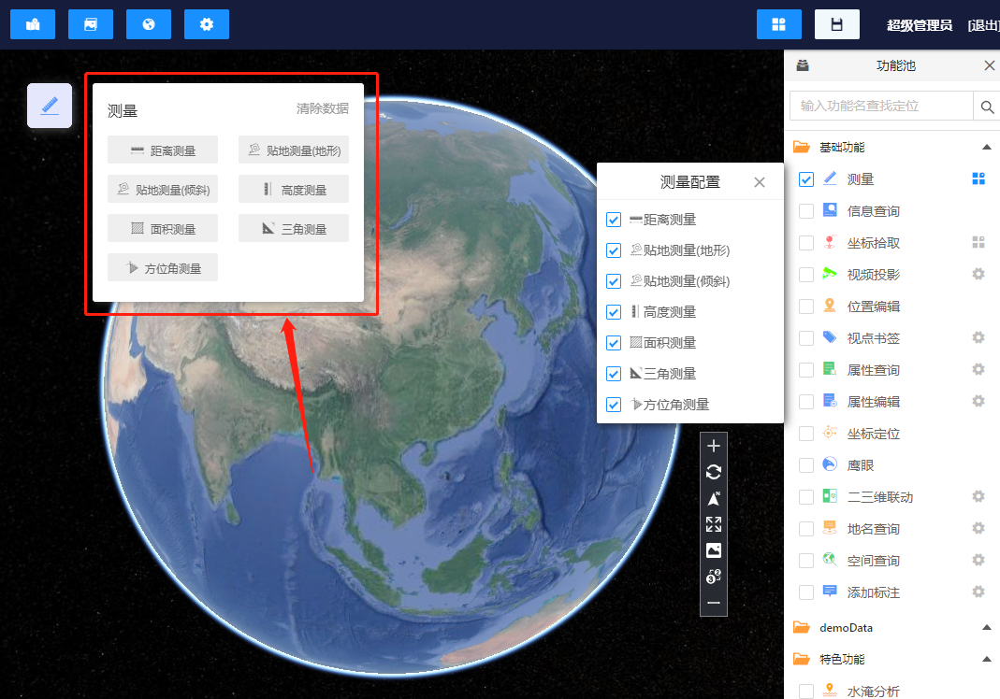 超级管理员 [退出]
测量 清除数据
距离测量 贴地测量(地形)
贴地测量(倾斜) 高度测量
面积测量 三角测量
方位角测量
测量配置
距离测量
贴地测量(地形)
贴地测量(倾斜)
高度测量
面积测量
三角测量
方位角测量
N
2
3
功能池
输入功能名查找定位
基础功能
测量
信息查询
坐标拾取
视频投影
位置编辑
视点书签
属性查询
属性编辑
坐标定位
鹰眼
二三维联动
地名查询
空间查询
添加标注
demoData
特色功能
水淹分析